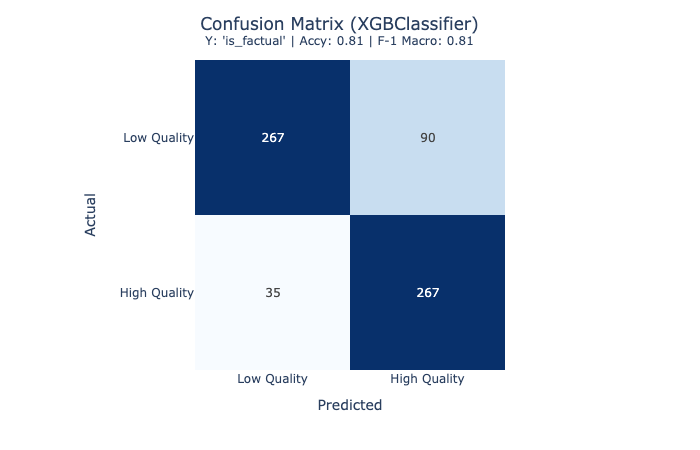 Confusion Matrix (XGBClassifier)
Y: 'is_factual' | Accy: 0.81 | F-1 Macro: 0.81
Low Quality
267
90
Actual
High Quality
35
267
Low Quality
High Quality
Predicted